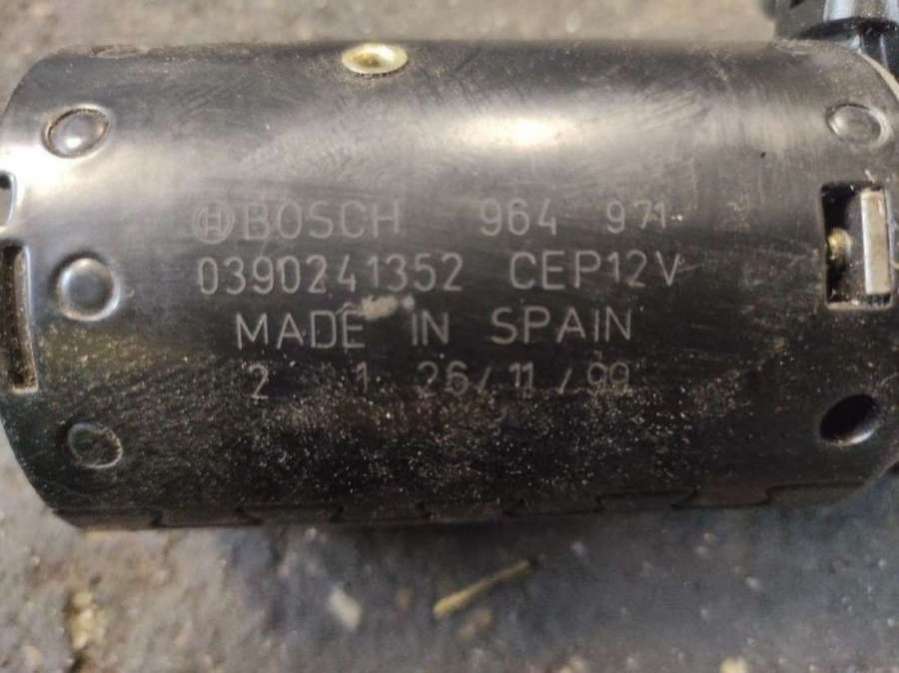 BOSCH 964 971
0390241352 CEP12V
MADE IN SPAIN
2 1 26/11/99